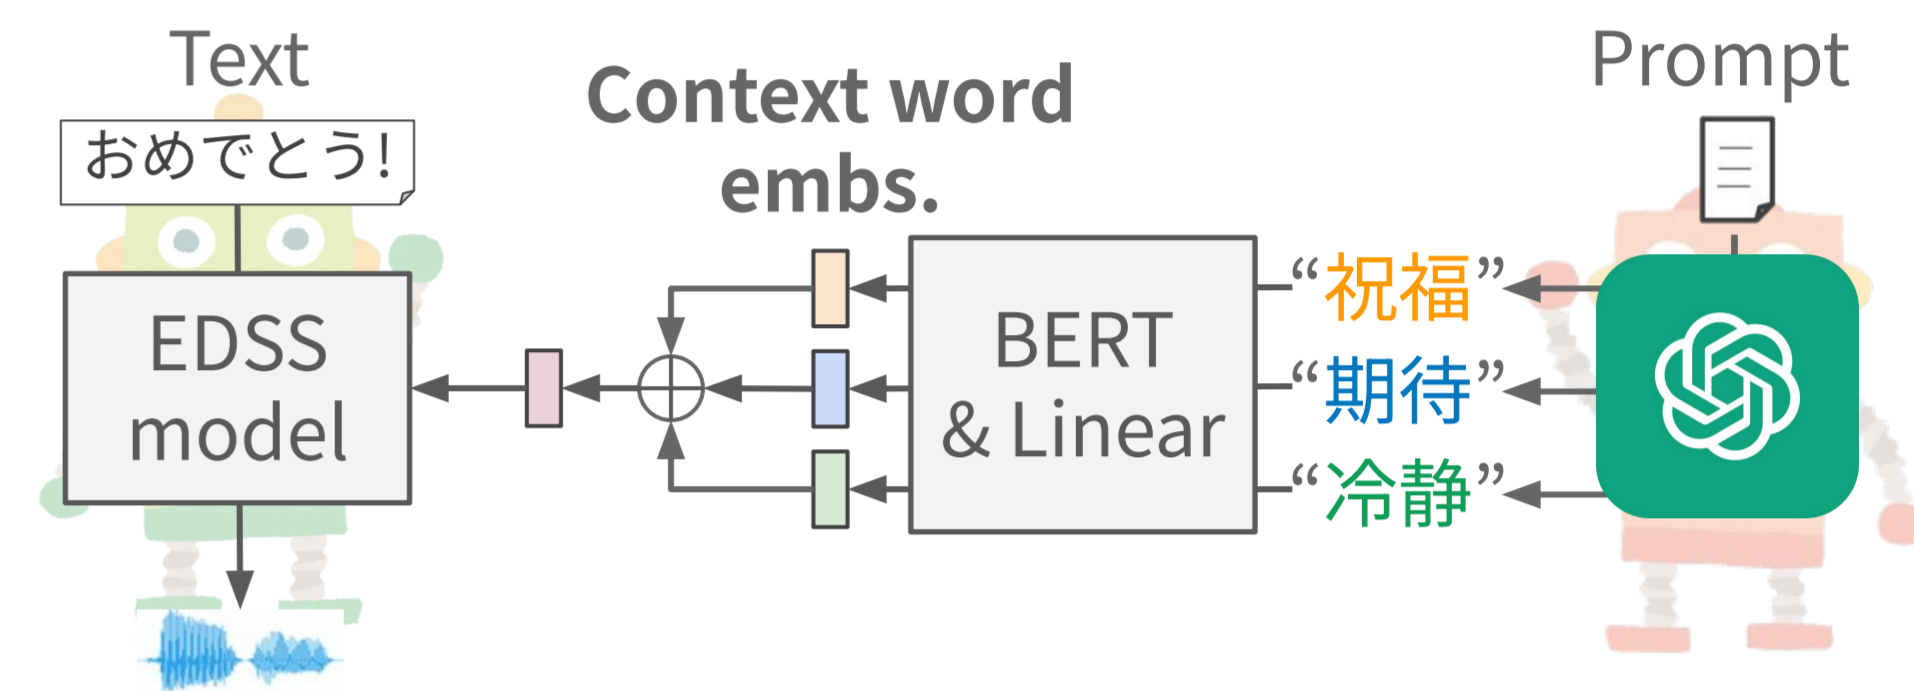 Text
おめでとう!
EDSS
model
Context word
embs.
BERT
& Linear
“祝福”
“期待”
“冷静”
Prompt